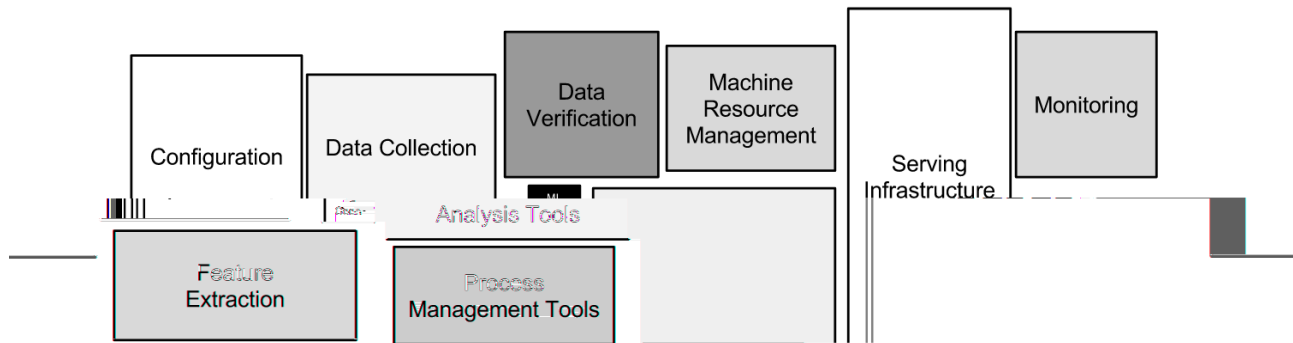 Configuration
Data Collection
Data
Verification
Machine
Resource
Management
Serving
Infrastructure
Monitoring
Analysis Tools
Feature
Extraction
Process
Management Tools